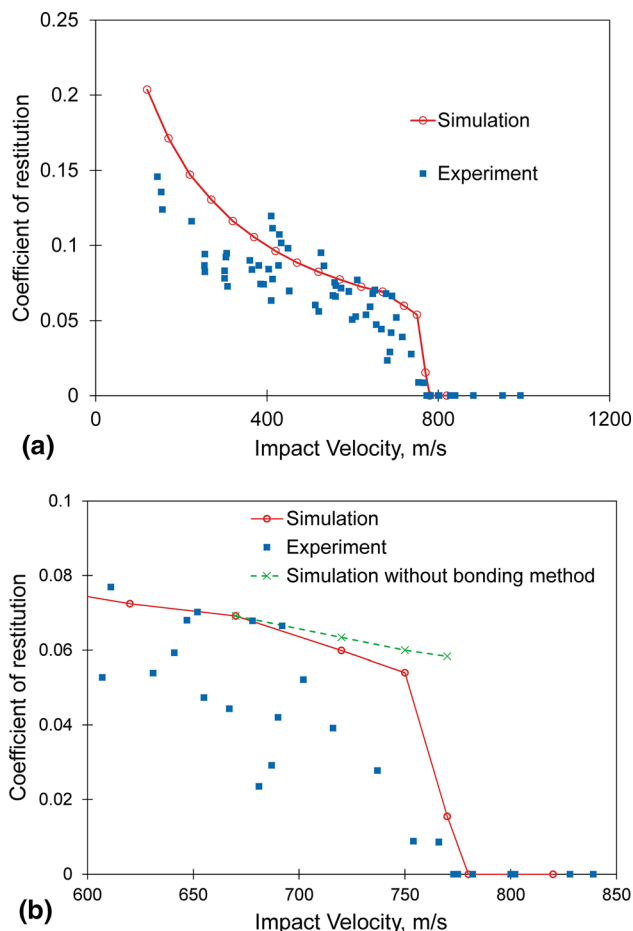 0.25
0.2
0.15
0.1
0.05
0
Coefficient of restitution
Simulation
Experiment
0
400
800
1200
Impact Velocity, m/s
(a)
0.1
0.08
0.06
0.04
0.02
0
Coefficient of restitution
Simulation
Experiment
Simulation without bonding method
600
650
700
750
800
850
Impact Velocity, m/s
(b)